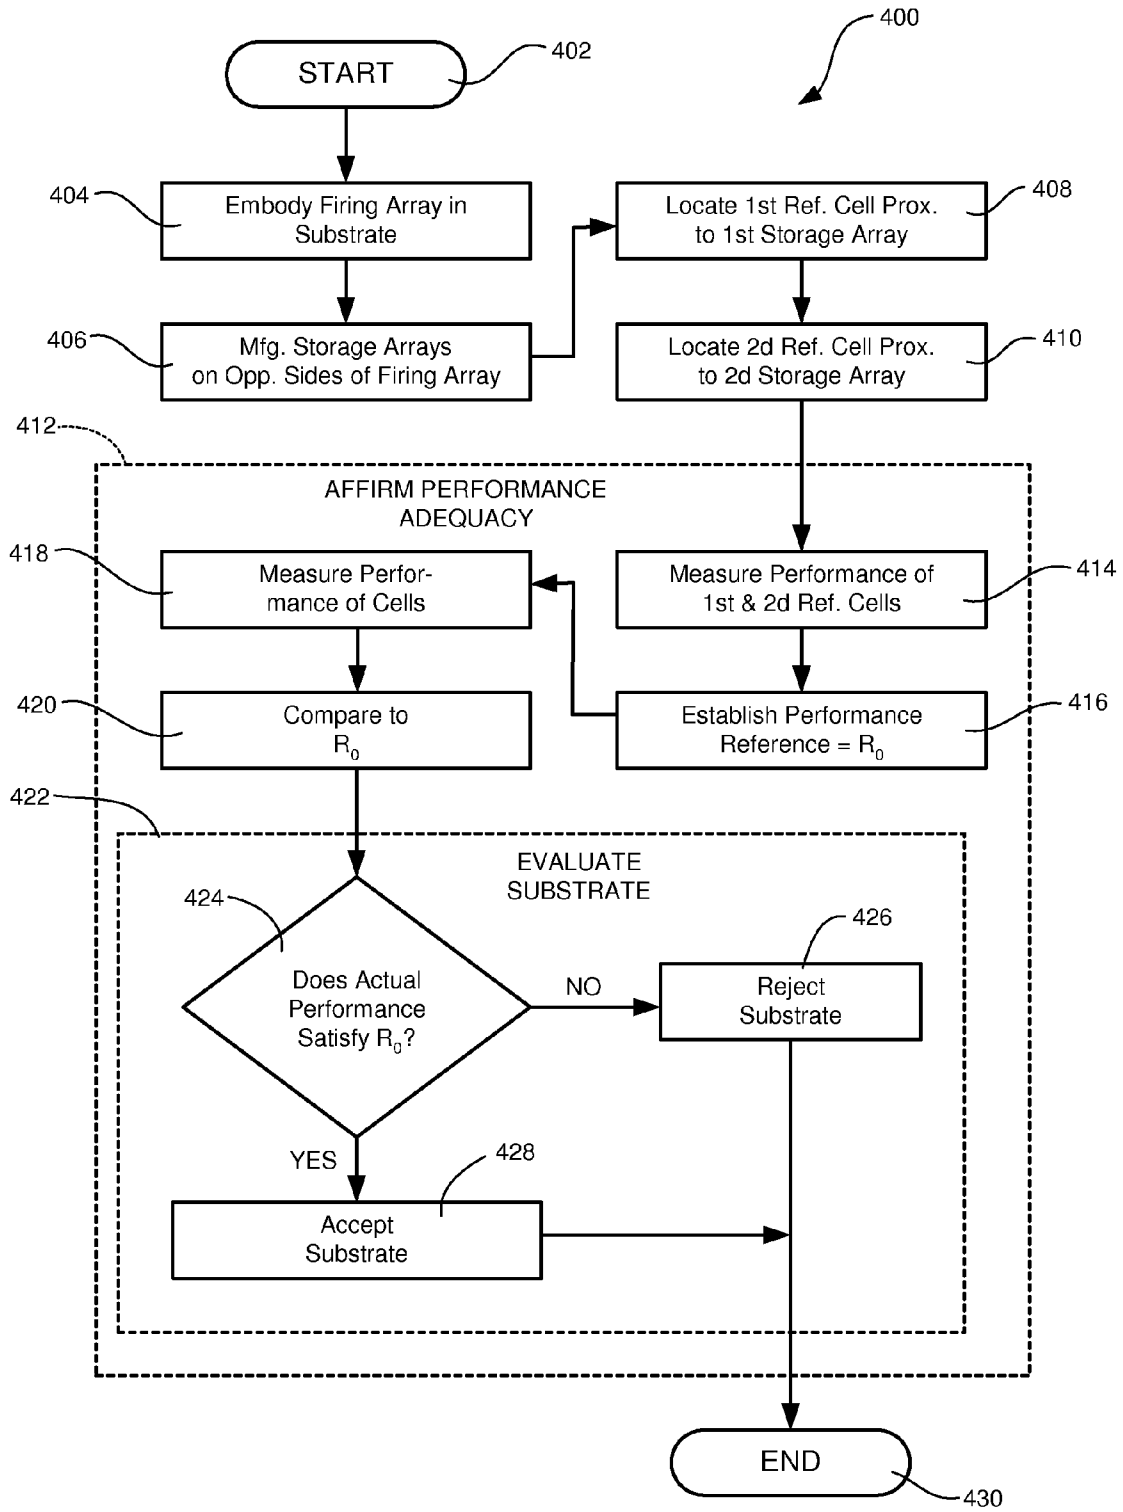 400
START
402
404
Embody Firing Array in
Substrate
Locate 1st Ref. Cell Prox.
to 1st Storage Array
408
406
Mfg. Storage Arrays
on Opp. Sides of Firing Array
Locate 2d Ref. Cell Prox.
to 2d Storage Array
410
412
AFFIRM PERFORMANCE
ADEQUACY
418
Measure Perfor-
mance of Cells
Measure Performance of
1st & 2d Ref. Cells
414
420
Compare to
R₀
Establish Performance
Reference = R₀
416
422
EVALUATE
SUBSTRATE
424
Does Actual
Performance
Satisfy R₀?
NO
426
Reject
Substrate
YES
428
Accept
Substrate
END
430